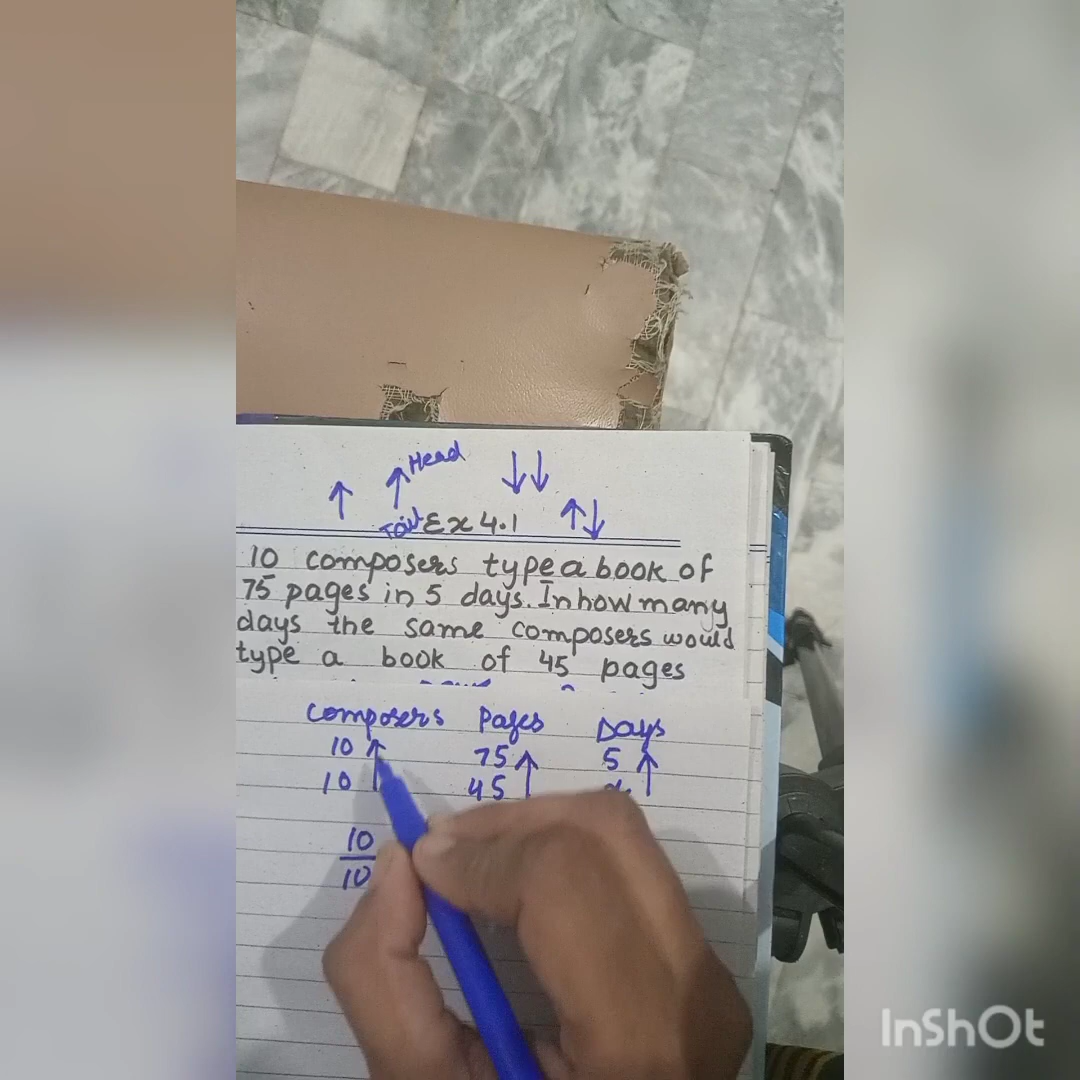 Head
Tail Ex 4.1
10 composers type a book of
75 pages in 5 days. In how many
days the same composers would
type a book of 45 pages
Composers Pages Days
10 75 5
10 45 x
10
10
InShOt